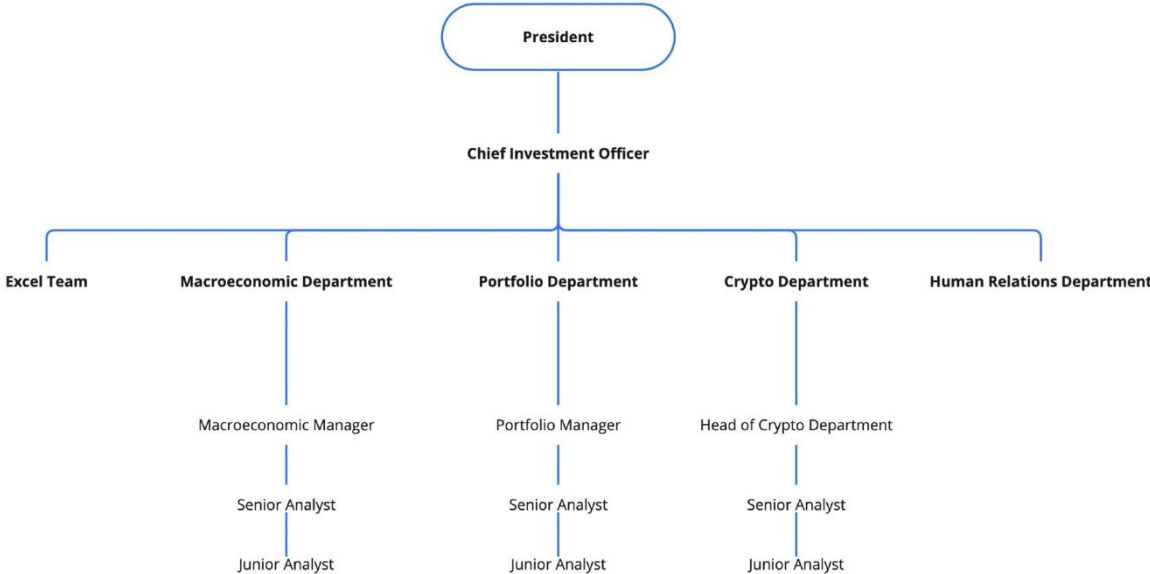 President
Chief Investment Officer
Excel Team
Macroeconomic Department
Portfolio Department
Crypto Department
Human Relations Department
Macroeconomic Manager
Portfolio Manager
Head of Crypto Department
Senior Analyst
Senior Analyst
Senior Analyst
Junior Analyst
Junior Analyst
Junior Analyst